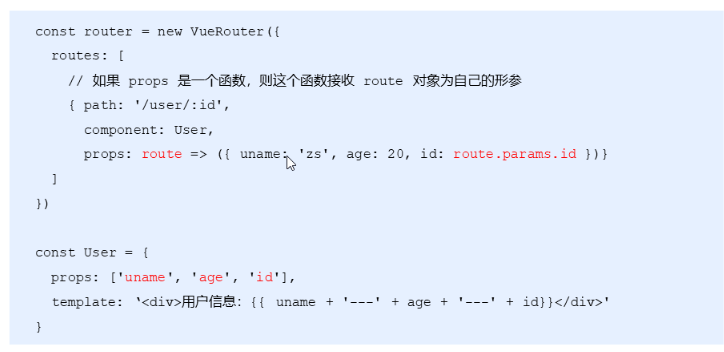 const router = new VueRouter({
routes: [
// 如果 props 是一个函数，则这个函数接收 route 对象为自己的形参
{ path: '/user/:id',
component: User,
props: route => ({ uname: 'zs', age: 20, id: route.params.id })}
]
})
const User = {
props: ['uname', 'age', 'id'],
template: ‘<div>用户信息：{{ uname + '---' + age + '---' + id}}</div>'
}